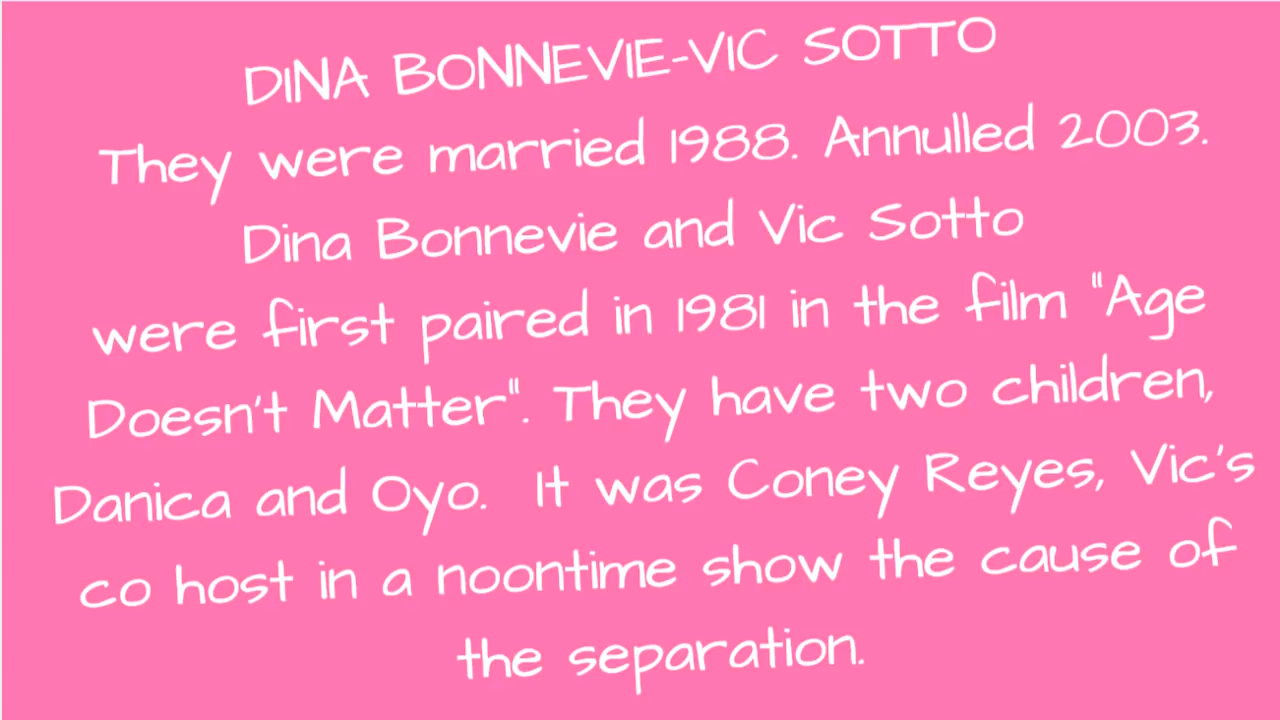 DINA BONNEVIE-VIC SOTTO
They were married 1988. Annulled 2003.
Dina Bonnevie and Vic Sotto
were first paired in 1981 in the film "Age
Doesn't Matter". They have two children,
Danica and Oyo. It was Coney Reyes, Vic's
co host in a noontime show the cause of
the separation.